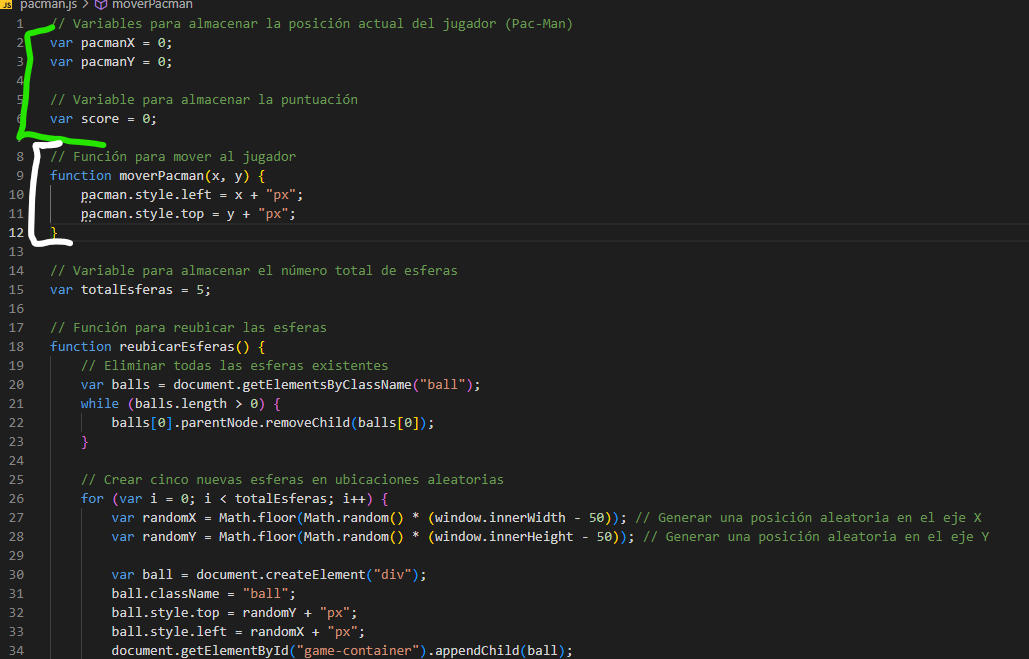 JS pacman.js > moverPacman
1 // Variables para almacenar la posición actual del jugador (Pac-Man)
2 var pacmanX = 0;
3 var pacmanY = 0;
4
5 // Variable para almacenar la puntuación
6 var score = 0;
8 // Función para mover al jugador
9 function moverPacman(x, y) {
10 pacman.style.left = x + "px";
11 pacman.style.top = y + "px";
12 }
13
14 // Variable para almacenar el número total de esferas
15 var totalEsferas = 5;
16
17 // Función para reubicar las esferas
18 function reubicarEsferas() {
19 // Eliminar todas las esferas existentes
20 var balls = document.getElementsByClassName("ball");
21 while (balls.length > 0) {
22 balls[0].parentNode.removeChild(balls[0]);
23 }
24
25 // Crear cinco nuevas esferas en ubicaciones aleatorias
26 for (var i = 0; i < totalEsferas; i++) {
27 var randomX = Math.floor(Math.random() * (window.innerWidth - 50)); // Generar una posición aleatoria en el eje X
28 var randomY = Math.floor(Math.random() * (window.innerHeight - 50)); // Generar una posición aleatoria en el eje Y
29
30 var ball = document.createElement("div");
31 ball.className = "ball";
32 ball.style.top = randomY + "px";
33 ball.style.left = randomX + "px";
34 document.getElementById("game-container").appendChild(ball);